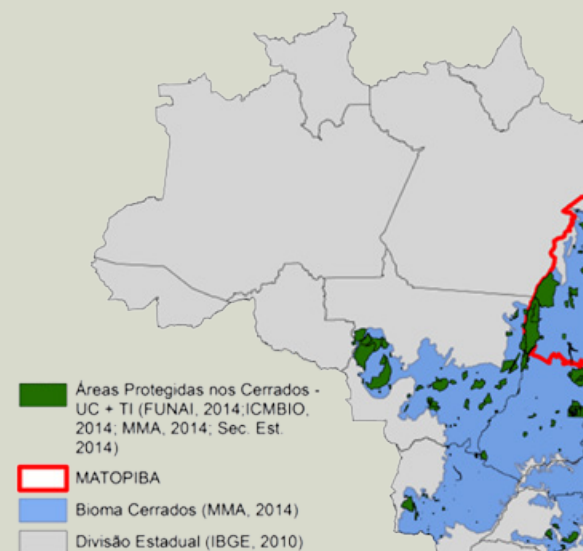 Áreas Protegidas nos Cerrados -
UC + TI (FUNAI, 2014;ICMBIO,
2014; MMA, 2014; Sec. Est.
2014)
MATOPIBA
Bioma Cerrados (MMA, 2014)
Divisão Estadual (IBGE, 2010)